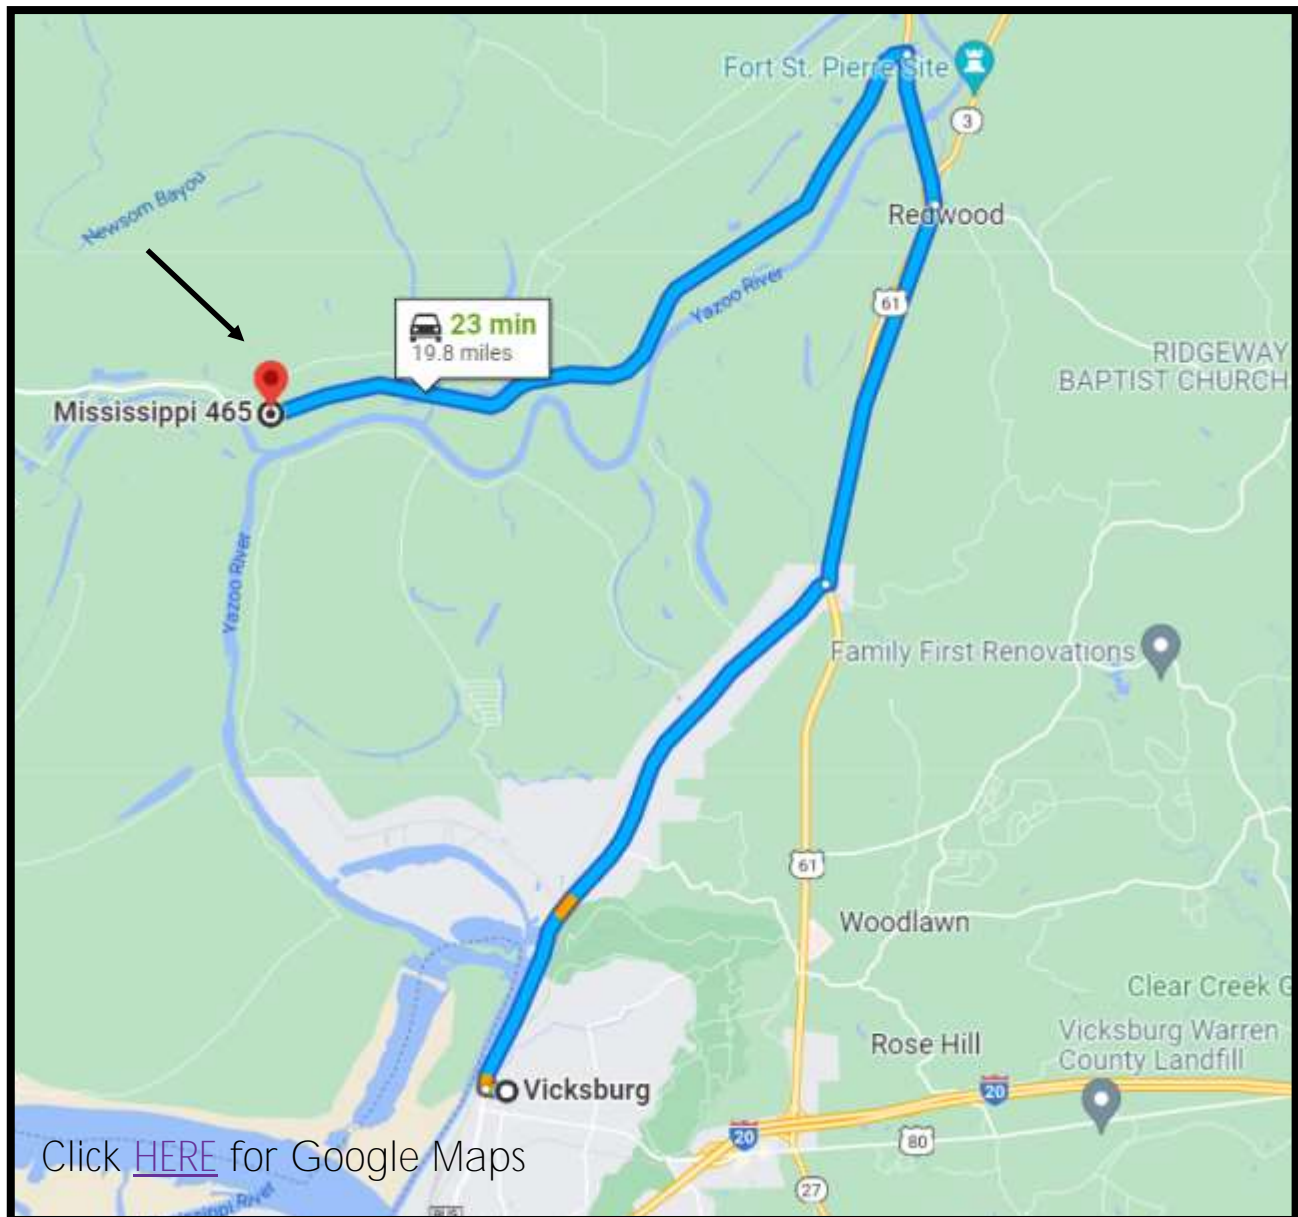 Fort St. Pierre Site
3
Newsom Bayou
Redwood
Yazoo River
61
23 min
19.8 miles
RIDGEWAY
BAPTIST CHURCH
Mississippi 465
Yazoo River
Family First Renovations
61
Woodlawn
Clear Creek G
Rose Hill
Vicksburg Warren
County Landfill
Vicksburg
20
20
80
Click HERE for Google Maps
27
River
BUS